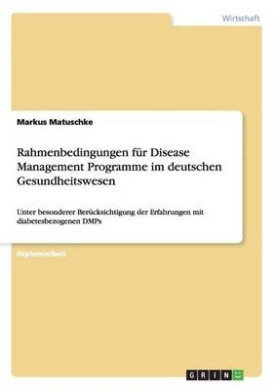 Wirtschaft
Markus Matuschke
Rahmenbedingungen für Disease
Management Programme im deutschen
Gesundheitswesen
Unter besonderer Berücksichtigung der Erfahrungen mit
diabetesbezogenen DMPs
Diplomarbeit
GRIN